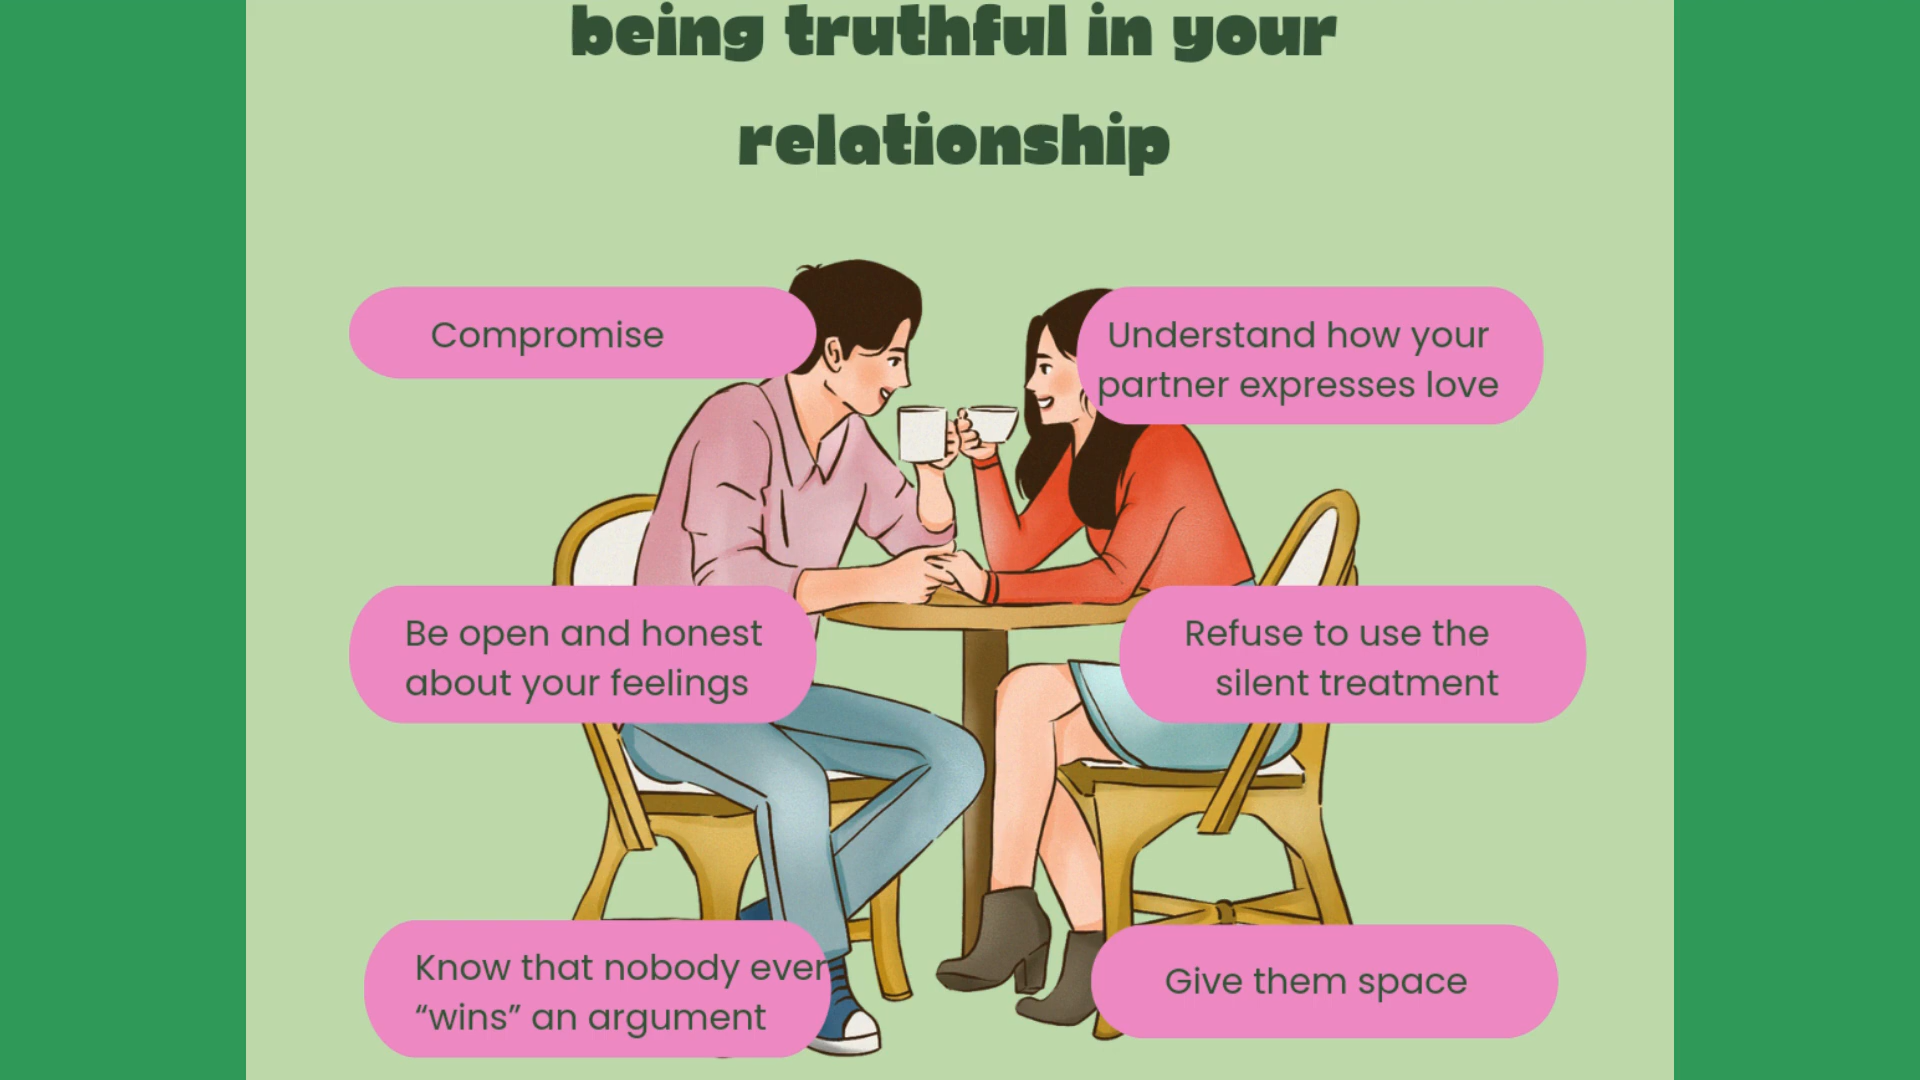 being truthful in your
relationship
Compromise
Understand how your
partner expresses love
Be open and honest
about your feelings
Refuse to use the
silent treatment
Know that nobody ever
“wins” an argument
Give them space